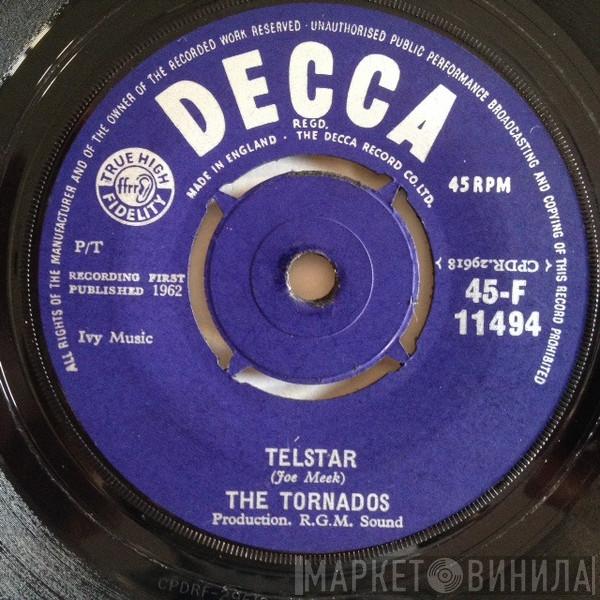 ALL RIGHTS OF THE MANUFACTURER AND OF THE OWNER OF THE RECORDED WORK RESERVED · UNAUTHORISED PUBLIC PERFORMANCE BROADCASTING AND COPYING OF THIS RECORD PROHIBITED
DECCA
REGD.
MADE IN ENGLAND · THE DECCA RECORD CO. LTD.
TRUE HIGH
ffrr
FIDELITY
45 RPM
P/T
RECORDING FIRST
PUBLISHED 1962
Ivy Music
CPDR.29618
45-F
11494
TELSTAR
(Joe Meek)
THE TORNADOS
Production. R.G.M. Sound
МАРКЕТ ВИНИЛА